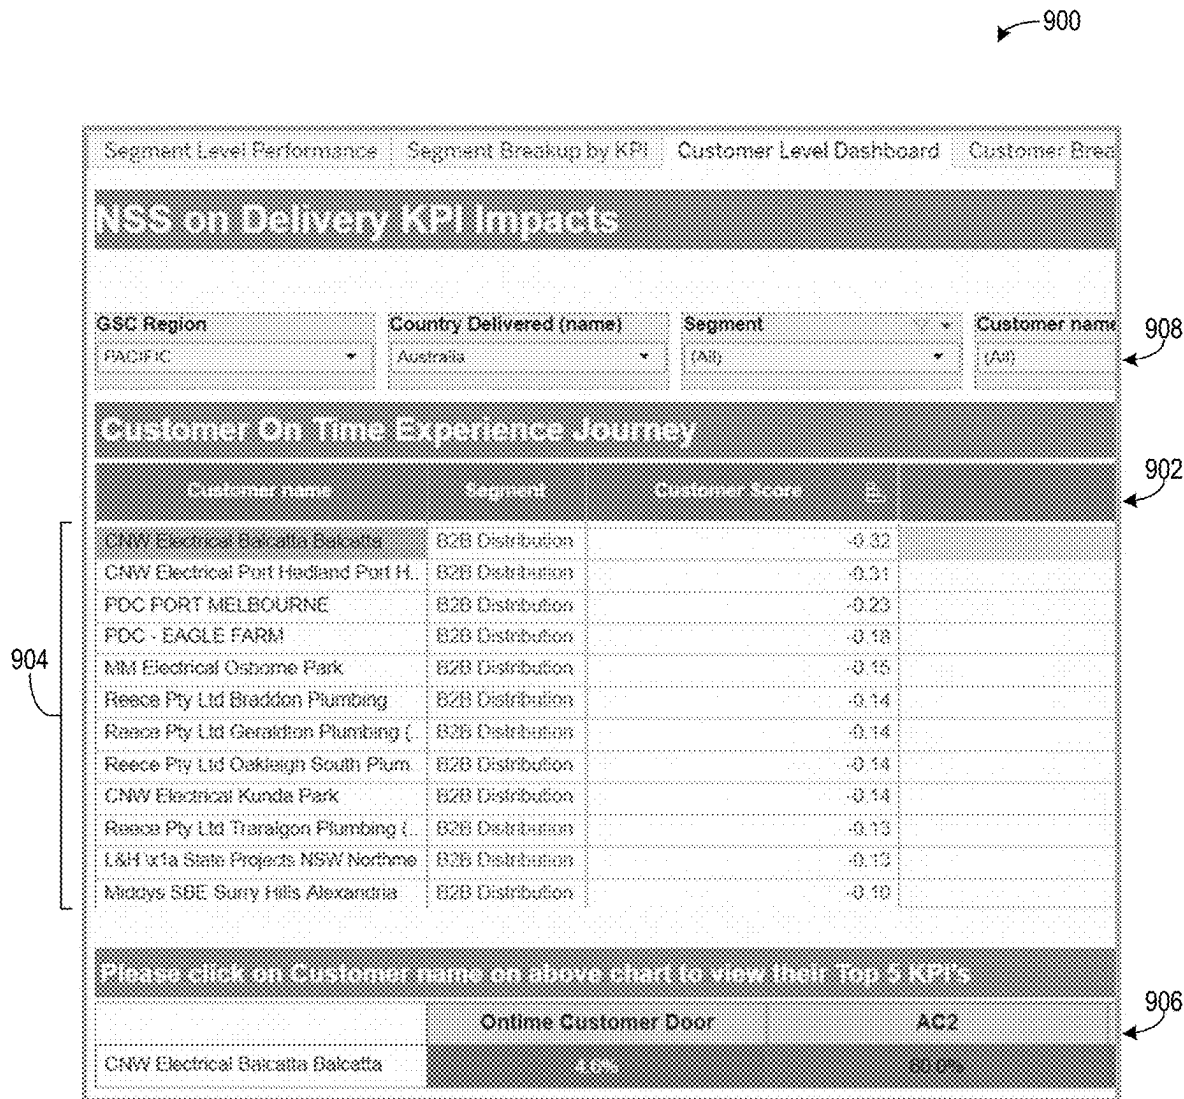 900
Segment Level Performance Segment Breakup by KPI Customer Level Dashboard Customer Brea
NSS on Delivery KPI Impacts
GSC Region Country Delivered (name) Segment Customer name
908
PACIFIC Australia (All) (All)
Customer On Time Experience Journey
902
Customer name Segment Customer Score
CNW Electrical Balcatta Balcatta B2B Distribution -0.32
CNW Electrical Port Hedland Port H.. B2B Distribution -0.31
PDC PORT MELBOURNE B2B Distribution -0.23
PDC - EAGLE FARM B2B Distribution -0.18
904
MM Electrical Osborne Park B2B Distribution -0.15
Reece Pty Ltd Braddon Plumbing B2B Distribution -0.14
Reece Pty Ltd Geraldton Plumbing (.. B2B Distribution -0.14
Reece Pty Ltd Oakleigh South Plum.. B2B Distribution -0.14
CNW Electrical Kunda Park B2B Distribution -0.14
Reece Pty Ltd Traralgon Plumbing (.. B2B Distribution -0.13
L&H \x1a State Projects NSW Northme B2B Distribution -0.13
Middys SBE Surry Hills Alexandria B2B Distribution -0.10
Please click on Customer name on above chart to view their Top 5 KPI's
906
Ontime Customer Door AC2
CNW Electrical Balcatta Balcatta 4.0%